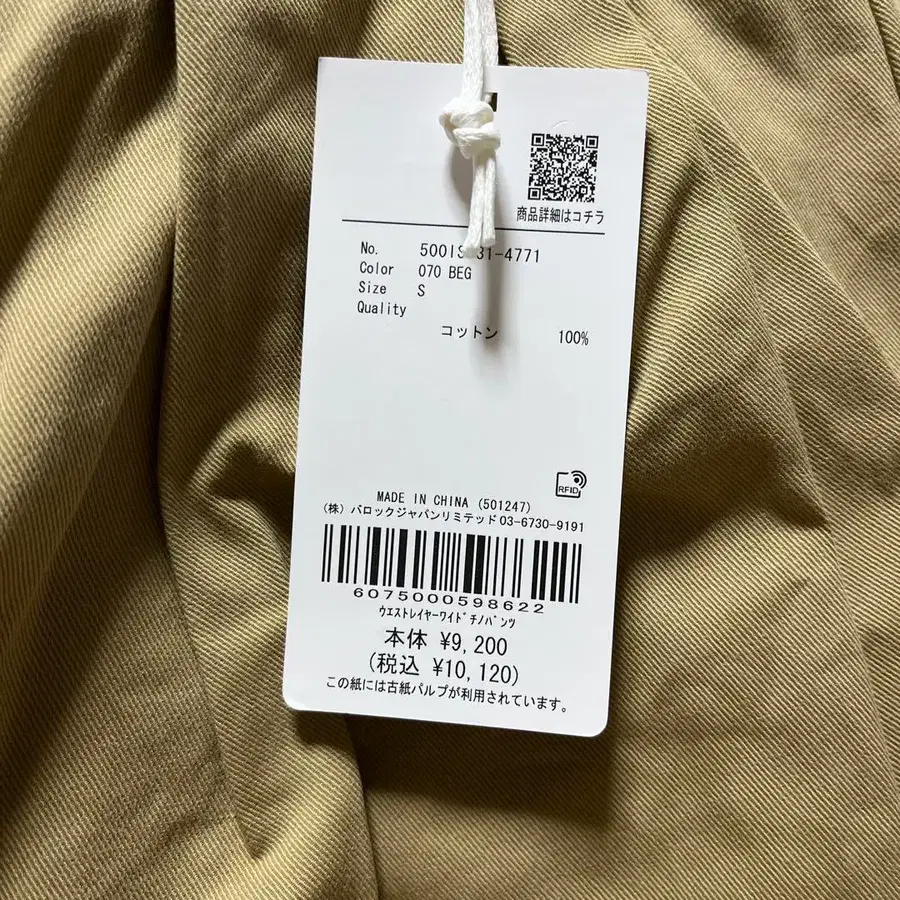 商品詳細はコチラ
No. 500IS 31-4771
Color 070 BEG
Size S
Quality
コットン 100%
RFID
MADE IN CHINA (501247)
(株) バロックジャパンリミテッド 03-6730-9191
6075000598622
ｳｴｽﾄﾚｲﾔｰﾜｲﾄﾞﾁﾉﾊﾟﾝﾂ
本体 ¥9,200
(税込 ¥10,120)
この紙には古紙パルプが利用されています。